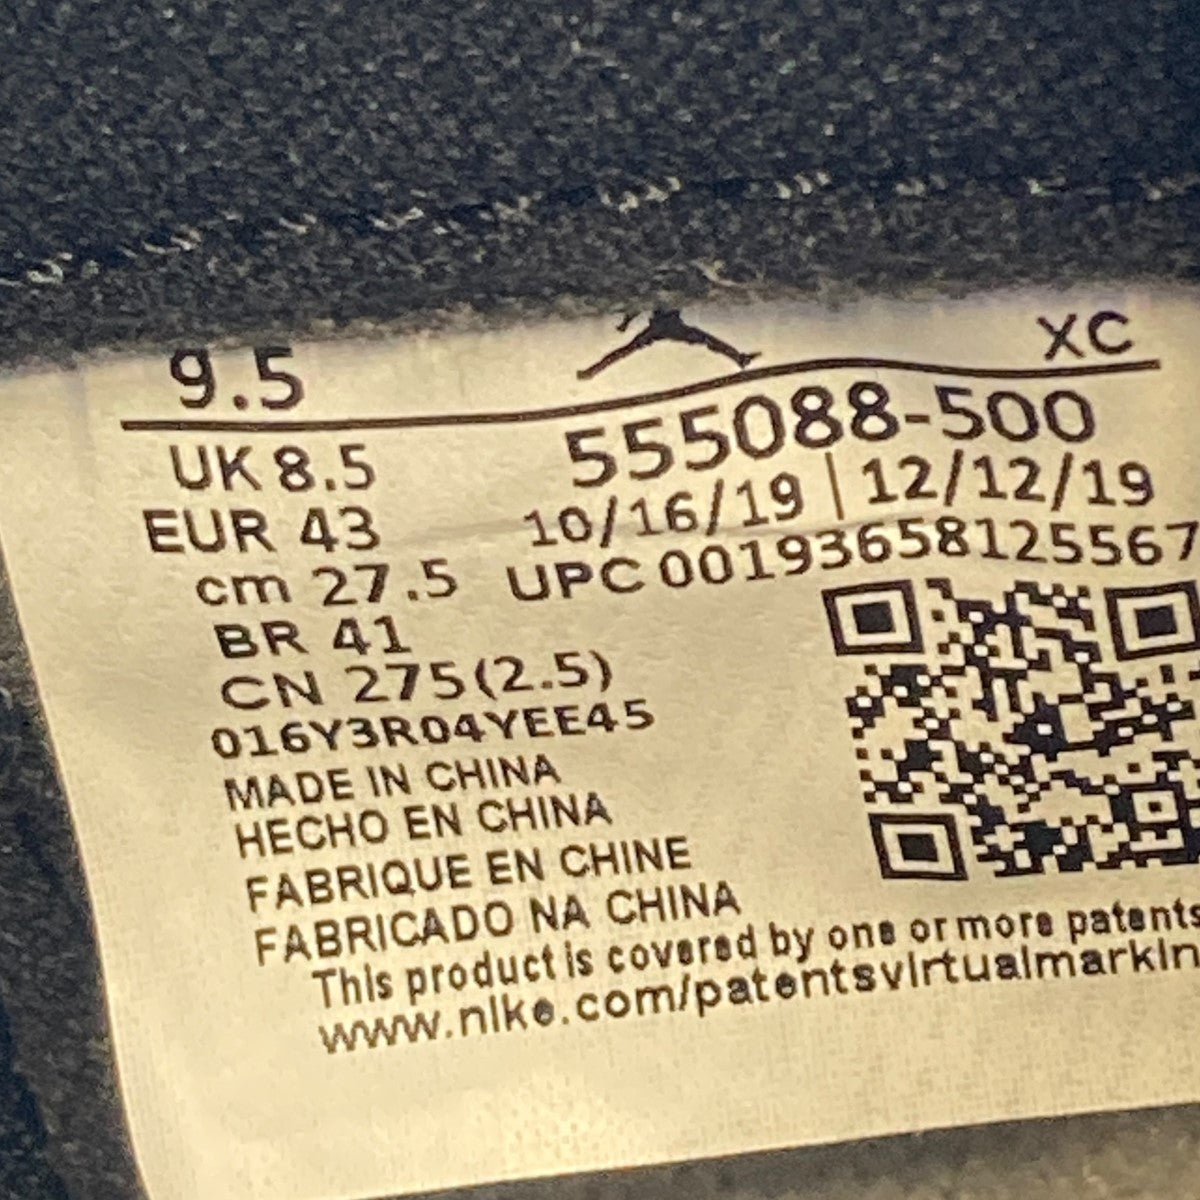 9.5
XC
UK 8.5
555088-500
EUR 43
10/16/19 | 12/12/19
cm 27.5
UPC 00193658125567
BR 41
CN 275(2.5)
016Y3R04YEE45
MADE IN CHINA
HECHO EN CHINA
FABRIQUE EN CHINE
FABRICADO NA CHINA
This product is covered by one or more patents
www.nike.com/patentsvirtualmarkin